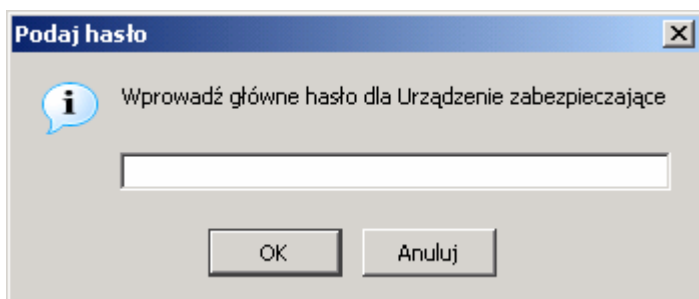 Podaj hasło
Wprowadź główne hasło dla Urządzenie zabezpieczające
OK
Anuluj